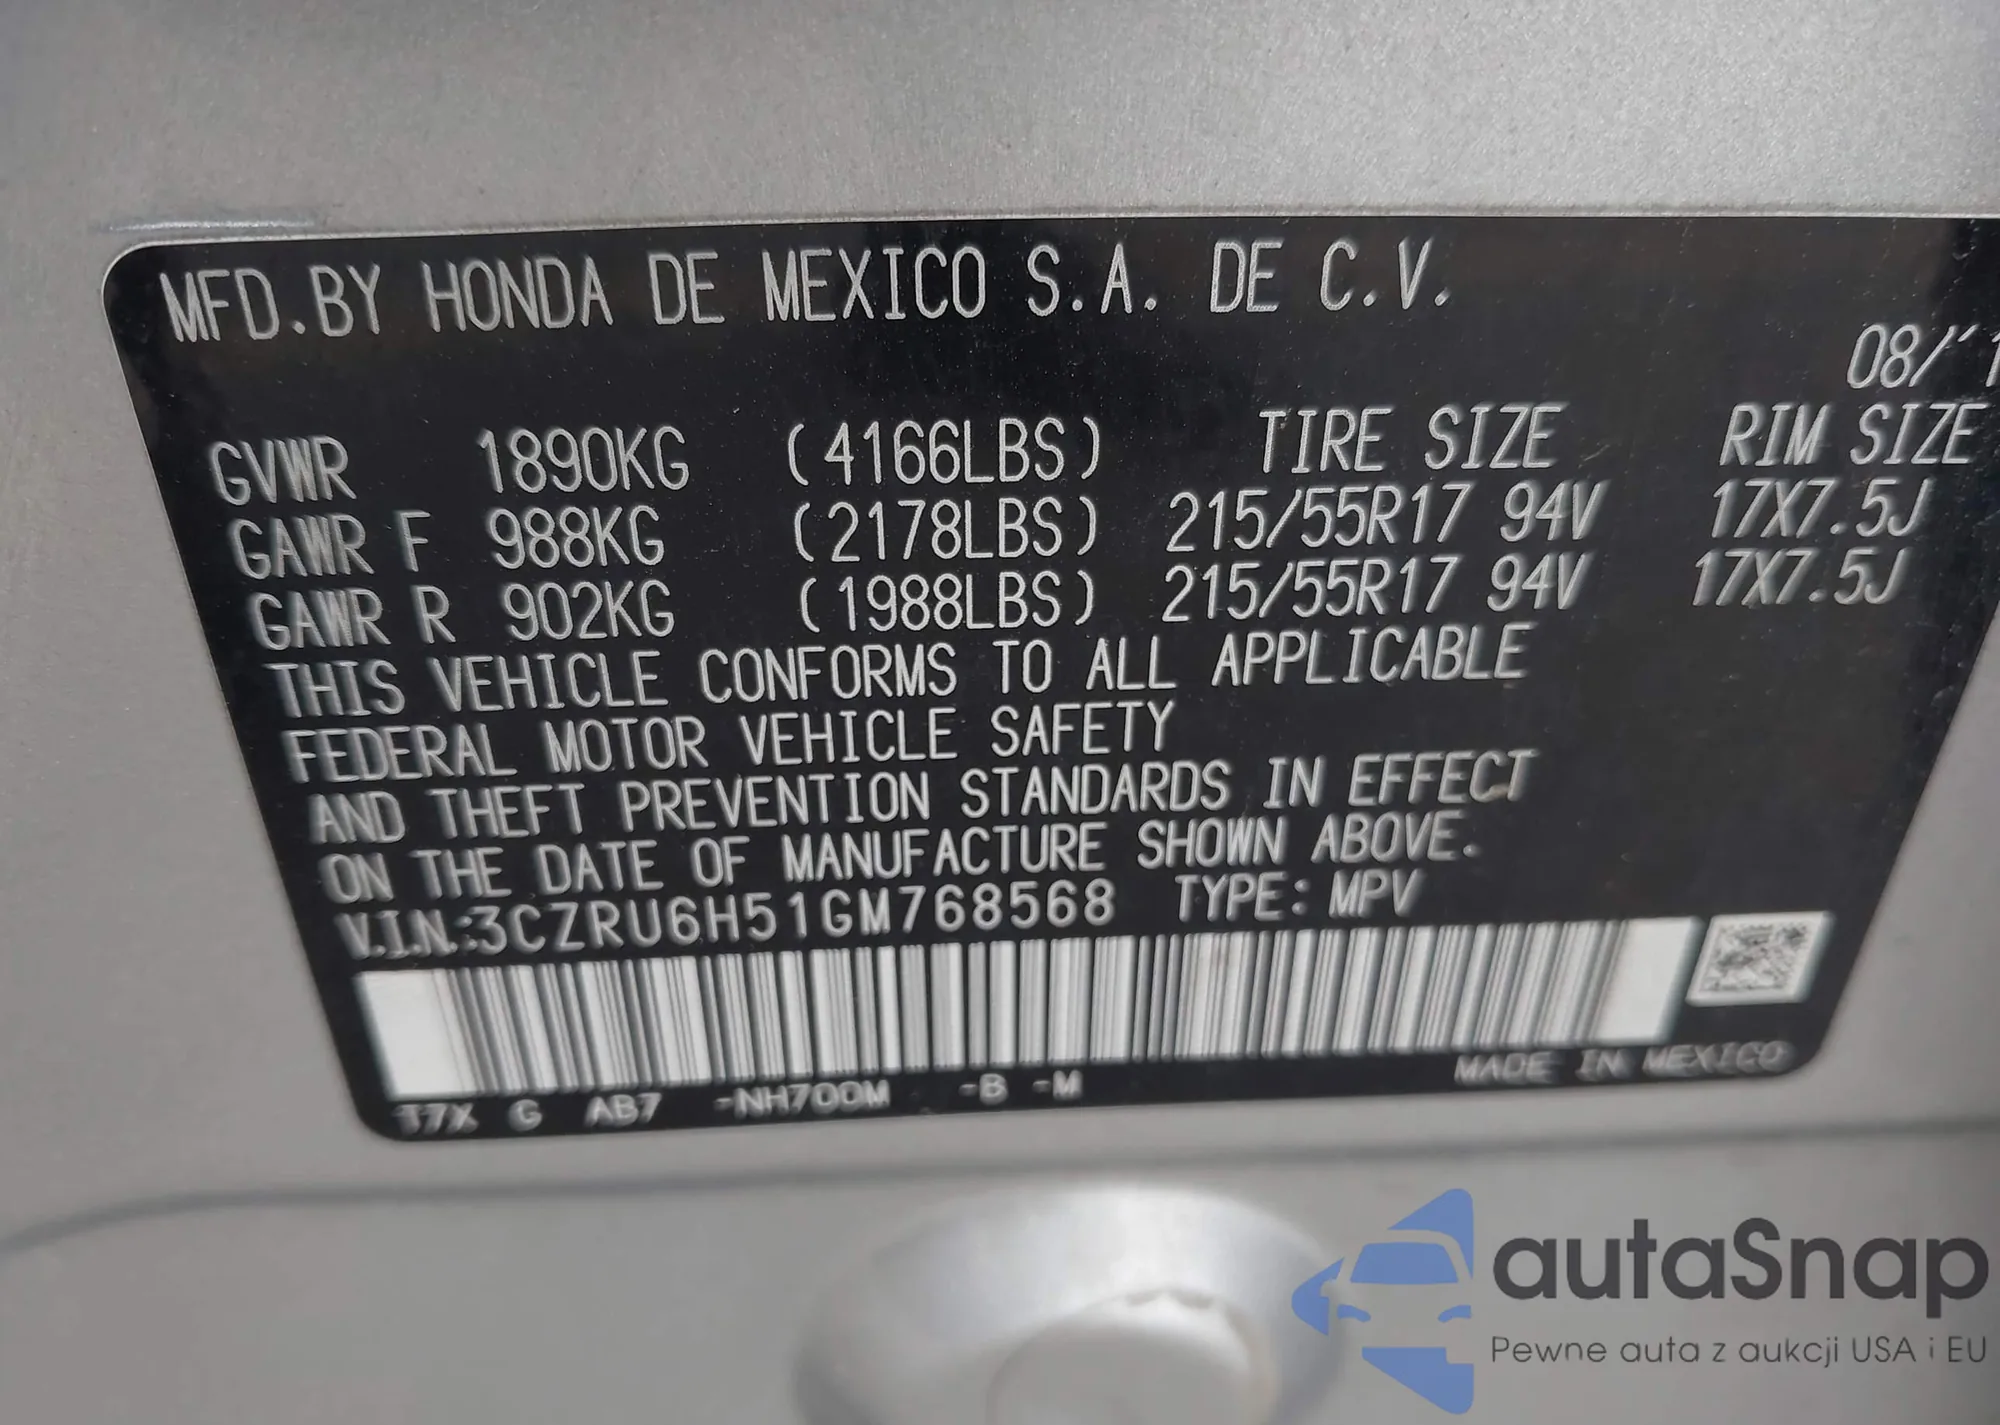 MFD.BY HONDA DE MEXICO S.A. DE C.V.
08/'1
GVWR 1890KG (4166LBS) TIRE SIZE RIM SIZE
GAWR F 988KG (2178LBS) 215/55R17 94V 17X7.5J
GAWR R 902KG (1988LBS) 215/55R17 94V 17X7.5J
THIS VEHICLE CONFORMS TO ALL APPLICABLE
FEDERAL MOTOR VEHICLE SAFETY
AND THEFT PREVENTION STANDARDS IN EFFECT
ON THE DATE OF MANUFACTURE SHOWN ABOVE.
V.I.N.:3CZRU6H51GM768568 TYPE: MPV
T7X G AB7 -NH700M -B -M MADE IN MEXICO
autaSnap
Pewne auta z aukcji USA i EU